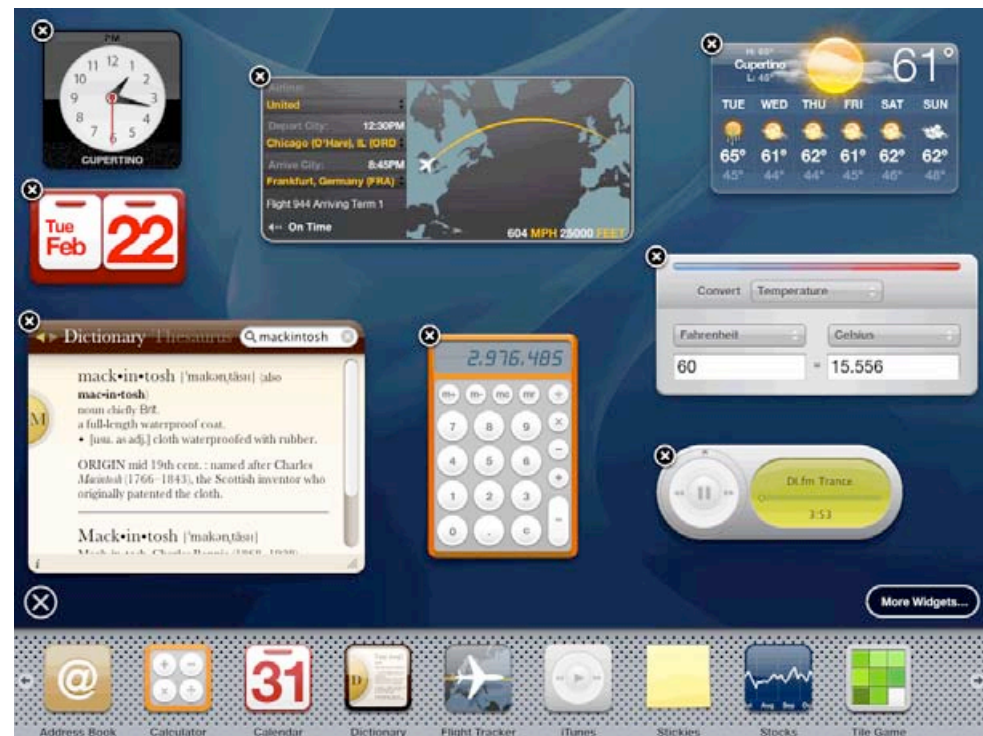 PM
11 12 1
10 2
9 3
8 4
7 6 5
CUPERTINO
Tue
Feb
22
Airline:
United
Depart City: 12:30PM
Chicago (O'Hare), IL (ORD
Arrive City: 8:45PM
Frankfurt, Germany (FRA)
Flight 944 Arriving Term 1
On Time
604 MPH 25000 FEET
Cupertino
61°
TUE WED THU FRI SAT SUN
65° 61° 62° 61° 62° 62°
45° 44° 44° 45° 46° 48°
Convert Temperature
Fahrenheit Celsius
60 = 15.556
Dictionary Thesaurus mackintosh
M
mack•in•tosh |ˈmakənˌtäsh| (also
mac•in•tosh)
noun chiefly Brit.
a full-length waterproof coat.
• [usu. as adj.] cloth waterproofed with rubber.
ORIGIN mid 19th cent. : named after Charles
Macintosh (1766–1843), the Scottish inventor who
originally patented the cloth.
Mack•in•tosh |ˈmakənˌtäsh|
i
2,976,485
m+ m- mc mr ÷
7 8 9 ×
4 5 6 −
1 2 3 +
0 . c =
DI.fm Trance
3:53
More Widgets...
@
31
D
Address Book Calculator Calendar Dictionary Flight Tracker iTunes Stickies Stocks Tile Game